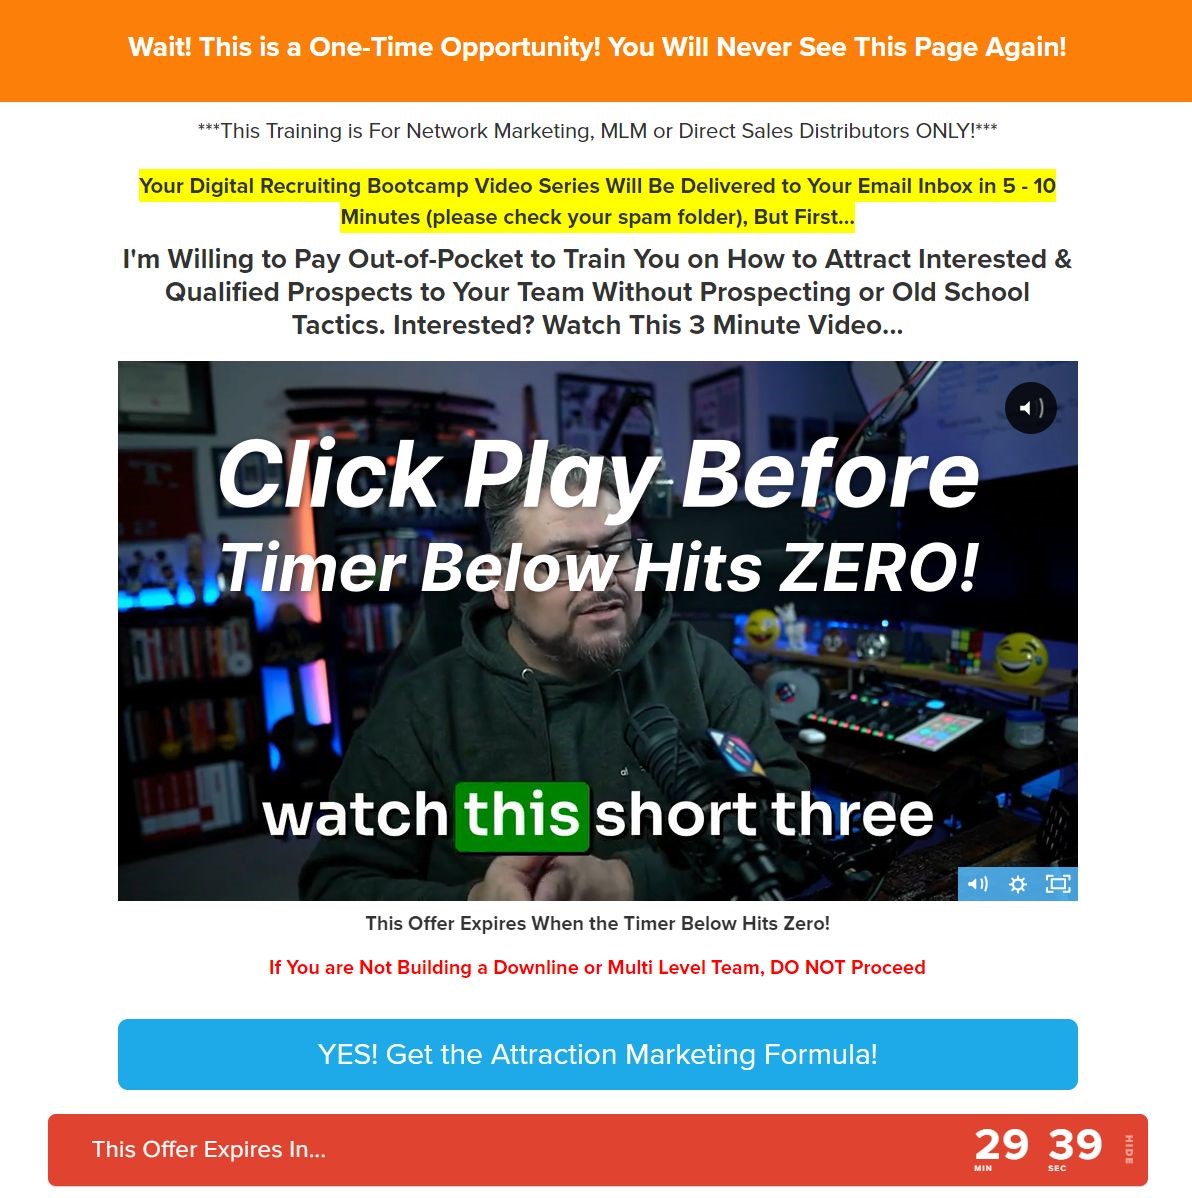 Wait! This is a One-Time Opportunity! You Will Never See This Page Again!
***This Training is For Network Marketing, MLM or Direct Sales Distributors ONLY!***
Your Digital Recruiting Bootcamp Video Series Will Be Delivered to Your Email Inbox in 5 - 10
Minutes (please check your spam folder), But First...
I'm Willing to Pay Out-of-Pocket to Train You on How to Attract Interested &
Qualified Prospects to Your Team Without Prospecting or Old School
Tactics. Interested? Watch This 3 Minute Video...
Click Play Before
Timer Below Hits ZERO!
watch this short three
This Offer Expires When the Timer Below Hits Zero!
If You are Not Building a Downline or Multi Level Team, DO NOT Proceed
YES! Get the Attraction Marketing Formula!
This Offer Expires In...
29 39
MIN SEC
HIDE